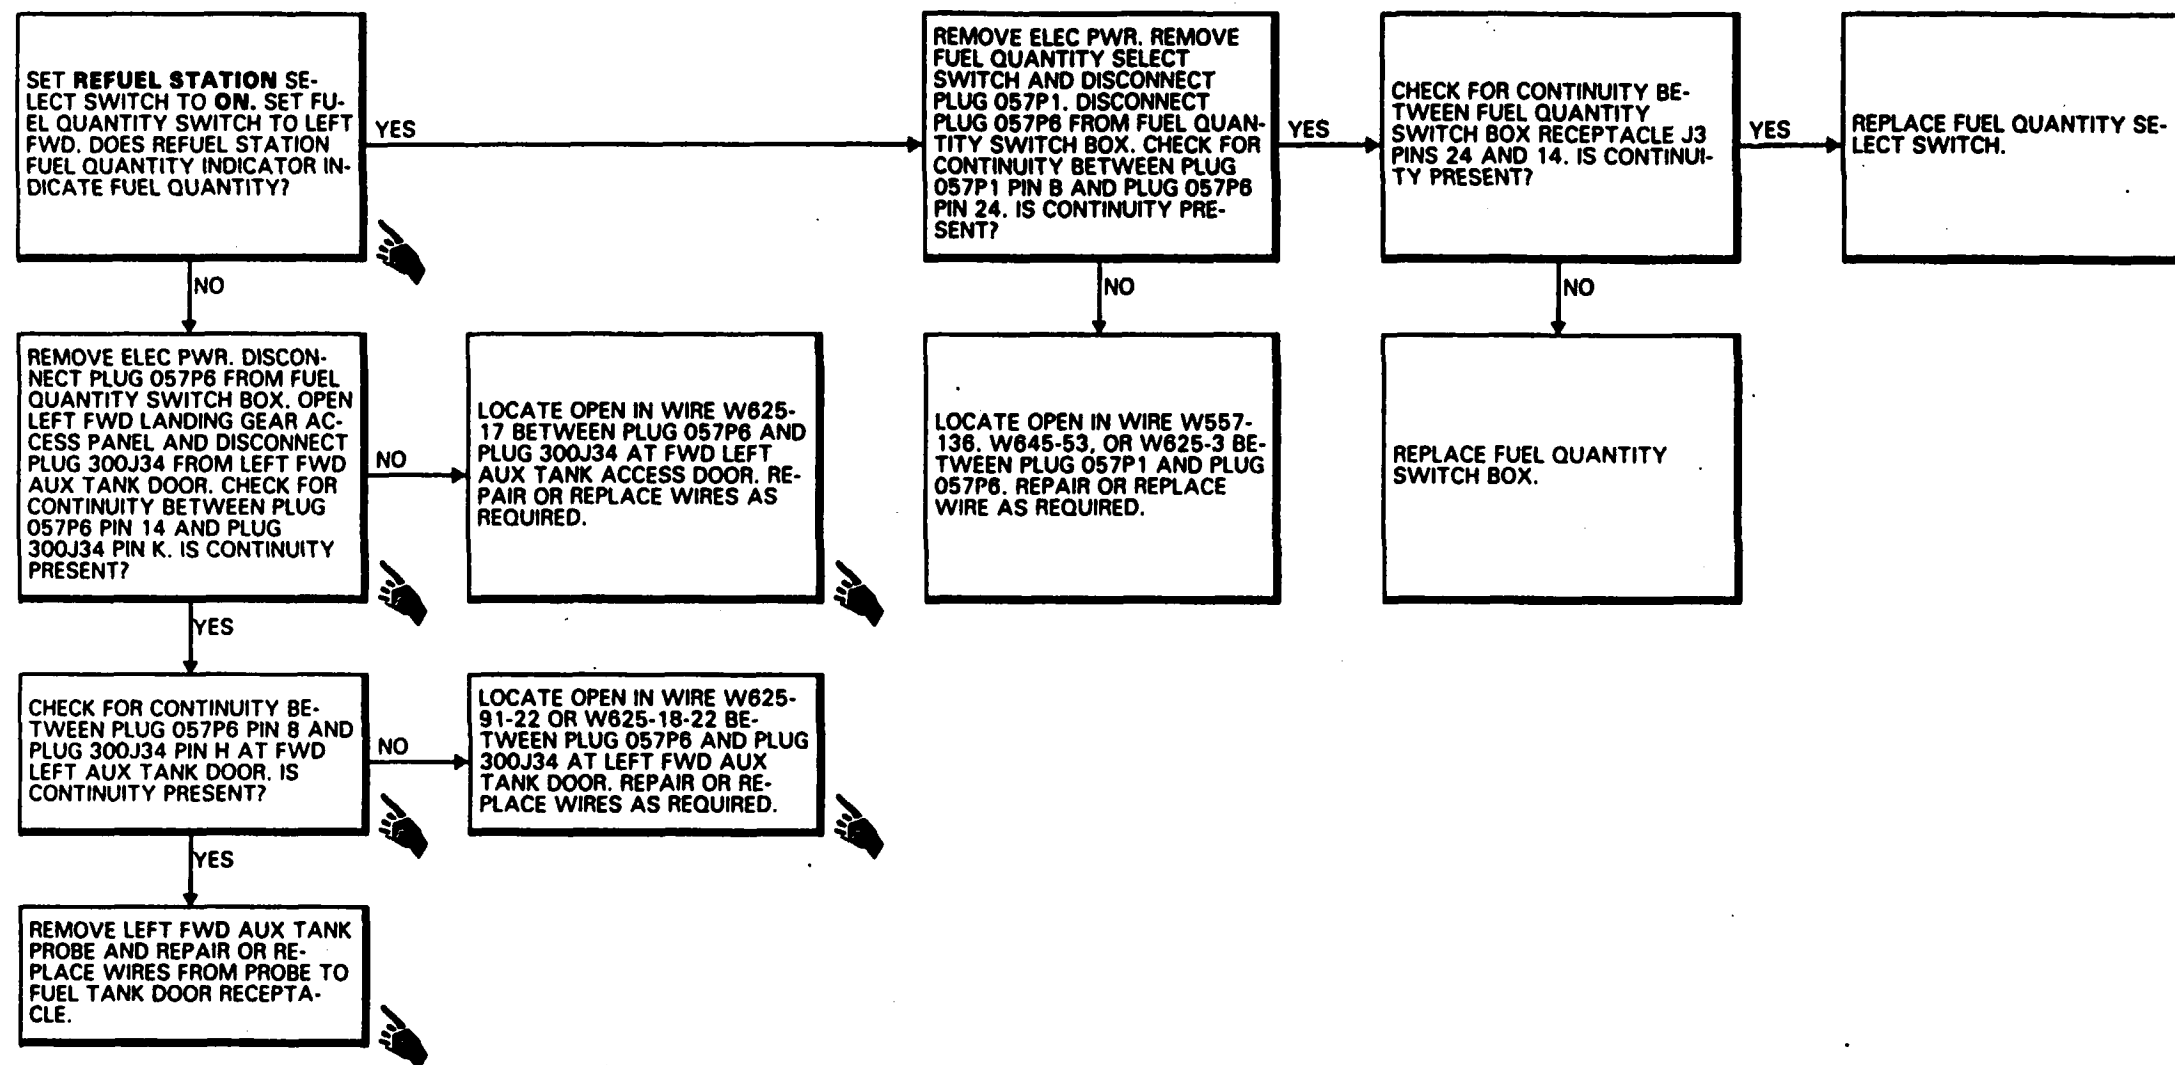 SET REFUEL STATION SE-
LECT SWITCH TO ON. SET FU-
EL QUANTITY SWITCH TO LEFT
FWD. DOES REFUEL STATION
FUEL QUANTITY INDICATOR IN-
DICATE FUEL QUANTITY?
YES
REMOVE ELEC PWR. REMOVE
FUEL QUANTITY SELECT
SWITCH AND DISCONNECT
PLUG 057P1. DISCONNECT
PLUG 057P6 FROM FUEL QUAN-
TITY SWITCH BOX. CHECK FOR
CONTINUITY BETWEEN PLUG
057P1 PIN B AND PLUG 057P6
PIN 24. IS CONTINUITY PRE-
SENT?
YES
CHECK FOR CONTINUITY BE-
TWEEN FUEL QUANTITY
SWITCH BOX RECEPTACLE J3
PINS 24 AND 14. IS CONTINUI-
TY PRESENT?
YES
REPLACE FUEL QUANTITY SE-
LECT SWITCH.
NO
NO
NO
REMOVE ELEC PWR. DISCON-
NECT PLUG 057P6 FROM FUEL
QUANTITY SWITCH BOX. OPEN
LEFT FWD LANDING GEAR AC-
CESS PANEL AND DISCONNECT
PLUG 300J34 FROM LEFT FWD
AUX TANK DOOR. CHECK FOR
CONTINUITY BETWEEN PLUG
057P6 PIN 14 AND PLUG
300J34 PIN K. IS CONTINUITY
PRESENT?
NO
LOCATE OPEN IN WIRE W625-
17 BETWEEN PLUG 057P6 AND
PLUG 300J34 AT FWD LEFT
AUX TANK ACCESS DOOR. RE-
PAIR OR REPLACE WIRES AS
REQUIRED.
LOCATE OPEN IN WIRE W557-
136, W645-53, OR W625-3 BE-
TWEEN PLUG 057P1 AND PLUG
057P6. REPAIR OR REPLACE
WIRE AS REQUIRED.
REPLACE FUEL QUANTITY
SWITCH BOX.
YES
CHECK FOR CONTINUITY BE-
TWEEN PLUG 057P6 PIN 8 AND
PLUG 300J34 PIN H AT FWD
LEFT AUX TANK DOOR. IS
CONTINUITY PRESENT?
NO
LOCATE OPEN IN WIRE W625-
91-22 OR W625-18-22 BE-
TWEEN PLUG 057P6 AND PLUG
300J34 AT LEFT FWD AUX
TANK DOOR. REPAIR OR RE-
PLACE WIRES AS REQUIRED.
YES
REMOVE LEFT FWD AUX TANK
PROBE AND REPAIR OR RE-
PLACE WIRES FROM PROBE TO
FUEL TANK DOOR RECEPTA-
CLE.